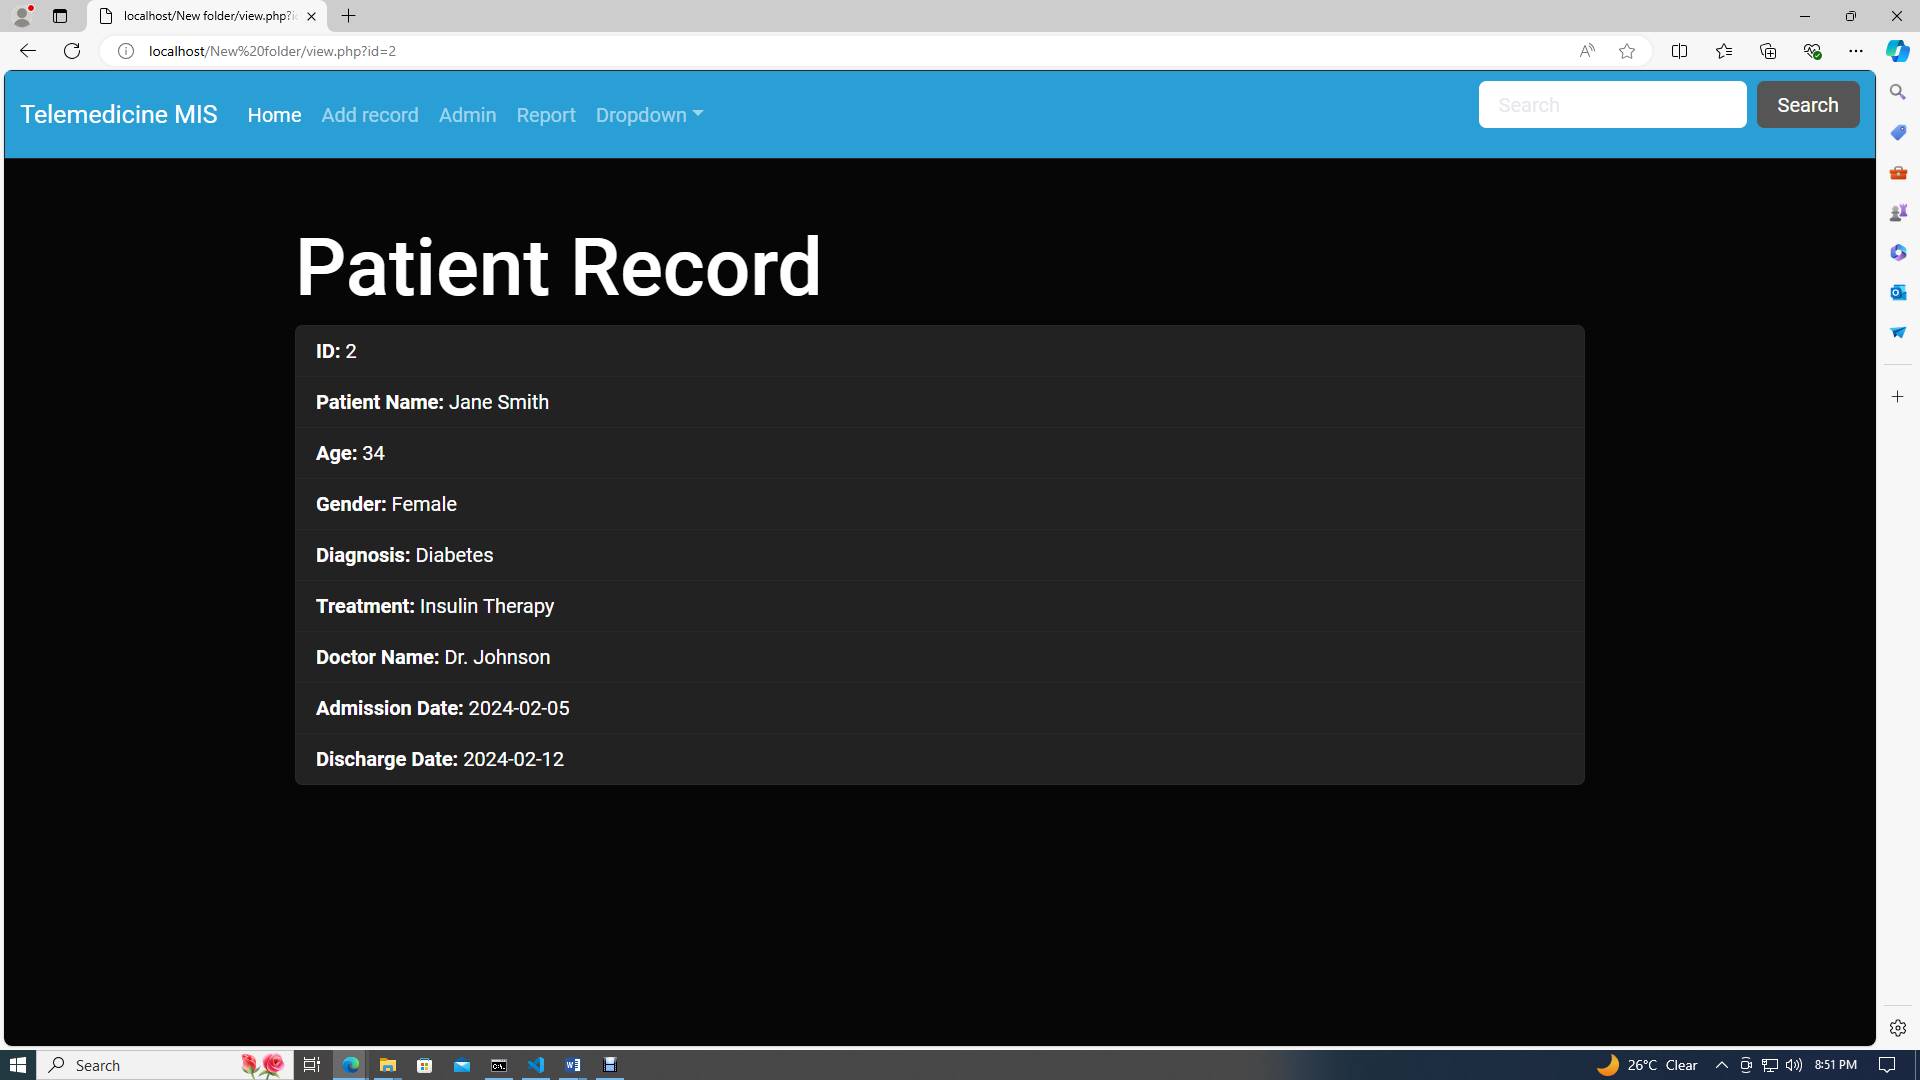 localhost/New folder/view.php?i
localhost/New%20folder/view.php?id=2
Telemedicine MIS Home Add record Admin Report Dropdown Search Search
Patient Record
ID: 2
Patient Name: Jane Smith
Age: 34
Gender: Female
Diagnosis: Diabetes
Treatment: Insulin Therapy
Doctor Name: Dr. Johnson
Admission Date: 2024-02-05
Discharge Date: 2024-02-12
Search 26°C Clear 8:51 PM